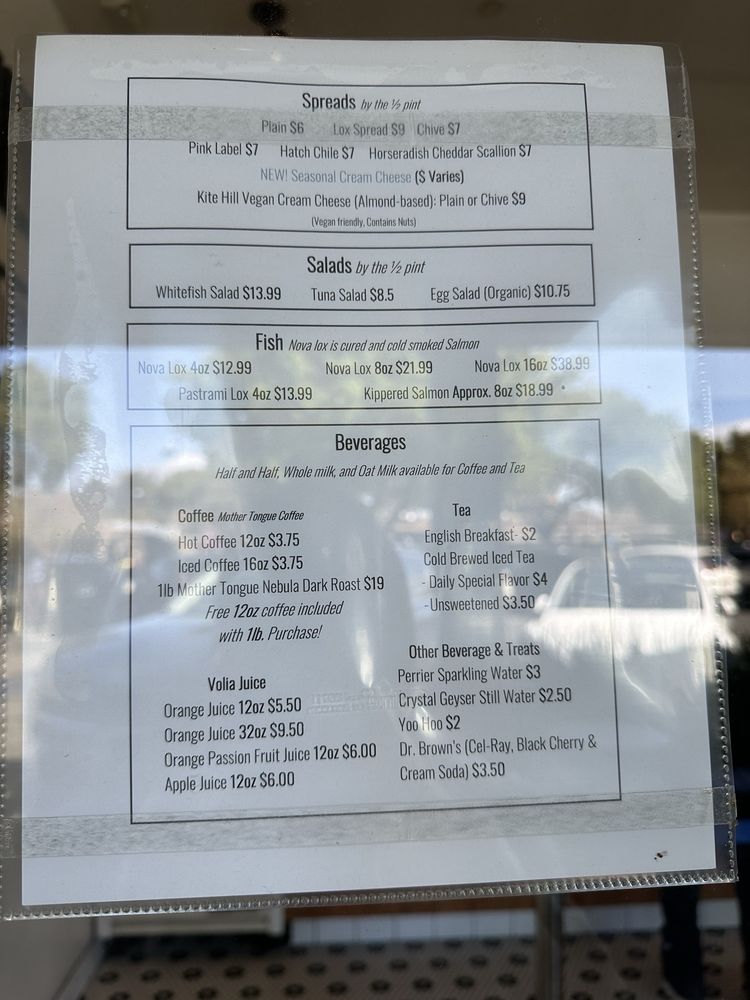 Spreads by the ½ pint
Plain $6 Lox Spread $9 Chive $7
Pink Label $7 Hatch Chile $7 Horseradish Cheddar Scallion $7
NEW! Seasonal Cream Cheese ($ Varies)
Kite Hill Vegan Cream Cheese (Almond-based): Plain or Chive $9
(Vegan friendly, Contains Nuts)
Salads by the ½ pint
Whitefish Salad $13.99 Tuna Salad $8.5 Egg Salad (Organic) $10.75
Fish Nova lox is cured and cold smoked Salmon
Nova Lox 4oz $12.99 Nova Lox 8oz $21.99 Nova Lox 16oz $38.99
Pastrami Lox 4oz $13.99 Kippered Salmon Approx. 8oz $18.99
Beverages
Half and Half, Whole milk, and Oat Milk available for Coffee and Tea
Coffee Mother Tongue Coffee
Hot Coffee 12oz $3.75
Iced Coffee 16oz $3.75
1lb Mother Tongue Nebula Dark Roast $19
Free 12oz coffee included
with 1lb. Purchase!
Volia Juice
Orange Juice 12oz $5.50
Orange Juice 32oz $9.50
Orange Passion Fruit Juice 12oz $6.00
Apple Juice 12oz $6.00
Tea
English Breakfast- $2
Cold Brewed Iced Tea
- Daily Special Flavor $4
- Unsweetened $3.50
Other Beverage & Treats
Perrier Sparkling Water $3
Crystal Geyser Still Water $2.50
Yoo Hoo $2
Dr. Brown's (Cel-Ray, Black Cherry &
Cream Soda) $3.50